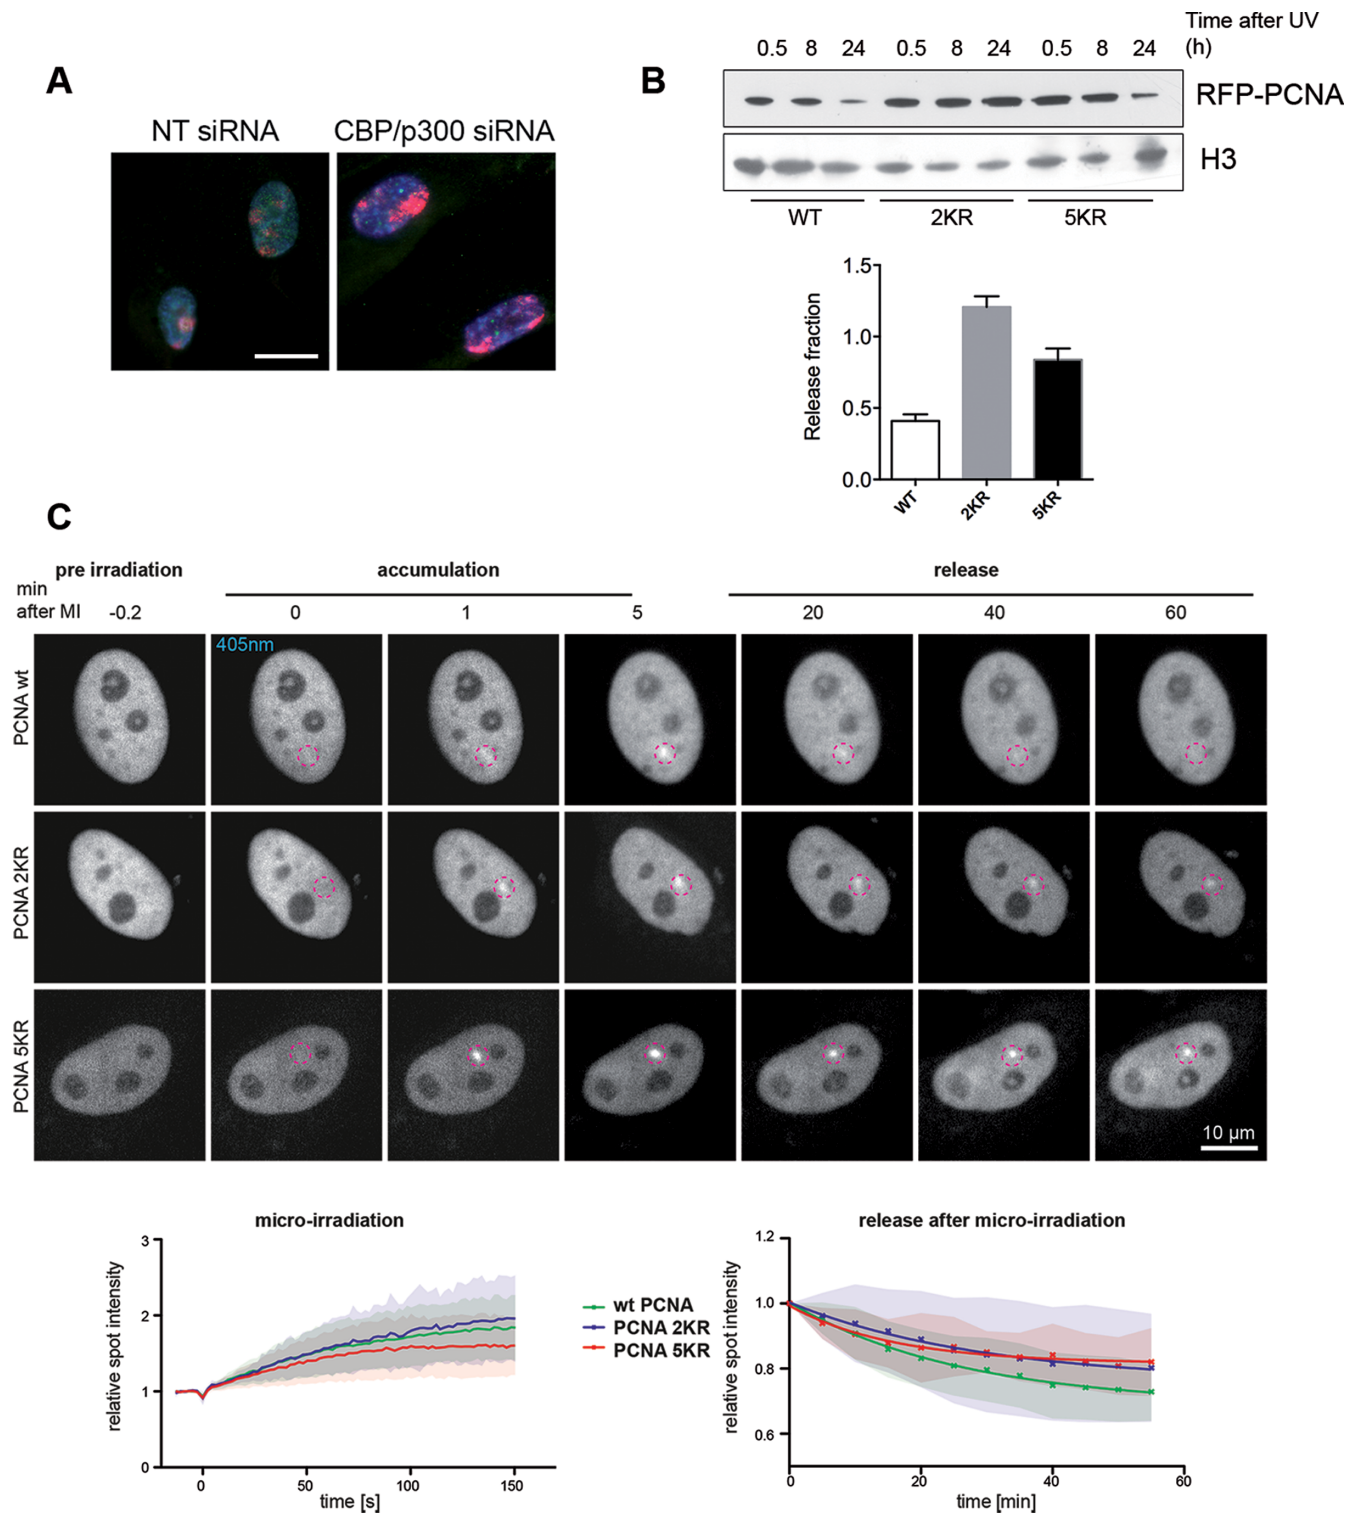 A
NT siRNA
CBP/p300 siRNA
B
Time after UV
(h)
0.5 8 24 0.5 8 24 0.5 8 24
RFP-PCNA
H3
WT 2KR 5KR
Release fraction
1.5
1.0
0.5
0.0
WT 2KR 5KR
C
pre irradiation accumulation release
min
after MI -0.2 0 1 5 20 40 60
405nm
PCNA wt
PCNA 2KR
PCNA 5KR
10 µm
micro-irradiation
relative spot intensity
3
2
1
0
0 50 100 150
time [s]
wt PCNA
PCNA 2KR
PCNA 5KR
release after micro-irradiation
relative spot intensity
1.2
1.0
0.8
0.6
0 20 40 60
time [min]